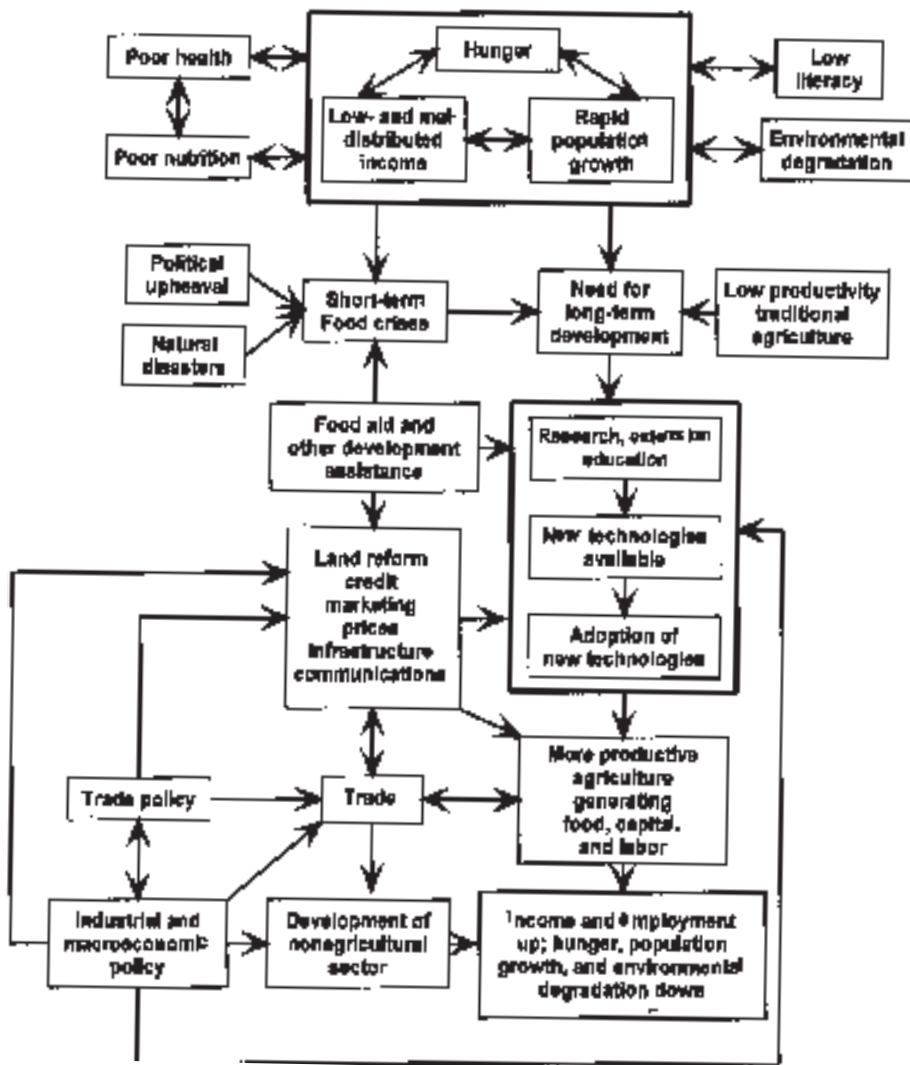 Poor health
Hunger
Low
literacy
Low- and mal-
distributed
income
Rapid
population
growth
Poor nutrition
Environmental
degradation
Political
upheaval
Short-term
Food crises
Need for
long-term
development
Low productivity
traditional
agriculture
Natural
disasters
Food aid and
other development
assistance
Research, extension
education
New technologies
available
Land reform
credit
marketing
prices
infrastructure
communications
Adoption of
new technologies
More productive
agriculture
generating
food, capital,
and labor
Trade policy
Trade
Industrial and
macroeconomic
policy
Development of
nonagricultural
sector
Income and employment
up; hunger, population
growth, and environmental
degradation down